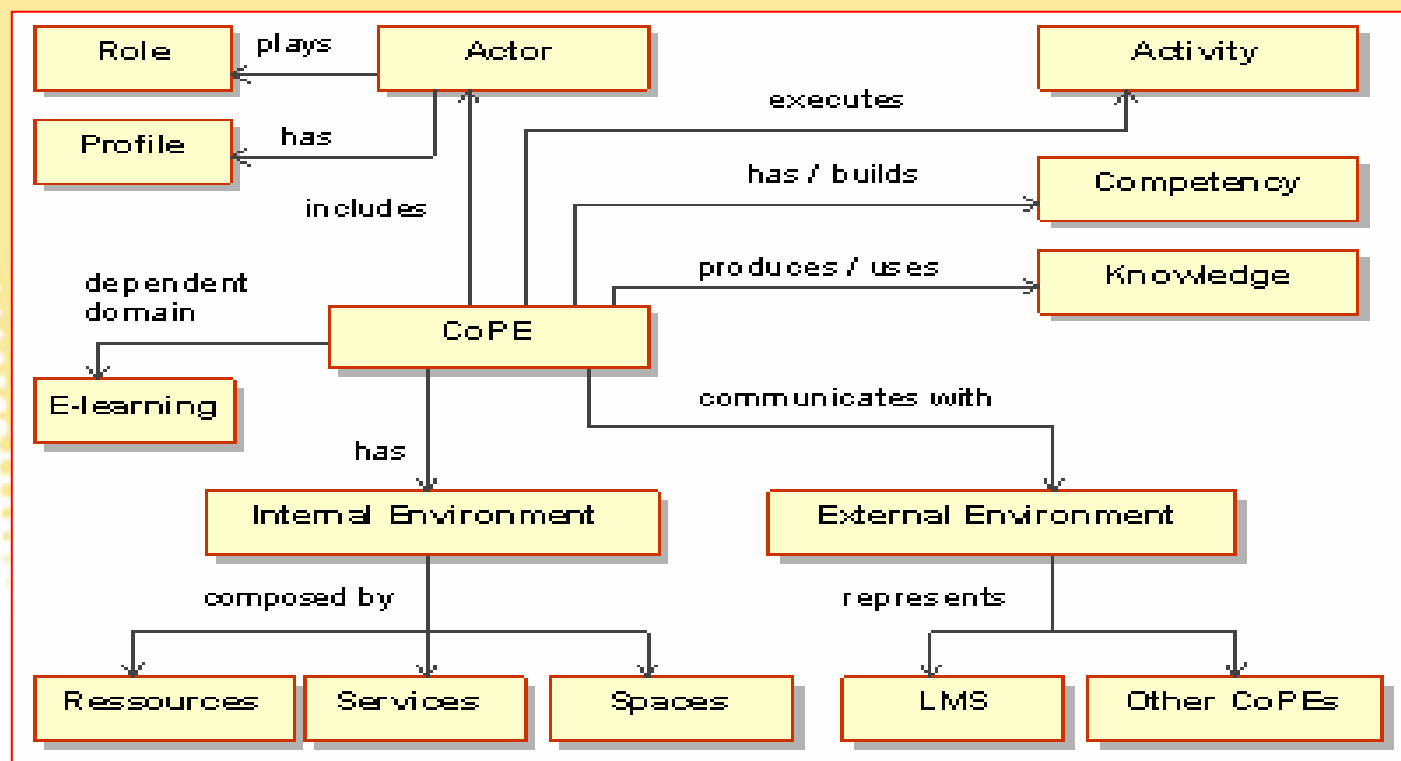 Role
plays
Actor
Activity
executes
Profile
has
has / builds
Competency
includes
produces / uses
Knowledge
dependent
domain
CoPE
E-learning
communicates with
has
Internal Environment
External Environment
composed by
represents
Ressources
Services
Spaces
LMS
Other CoPEs